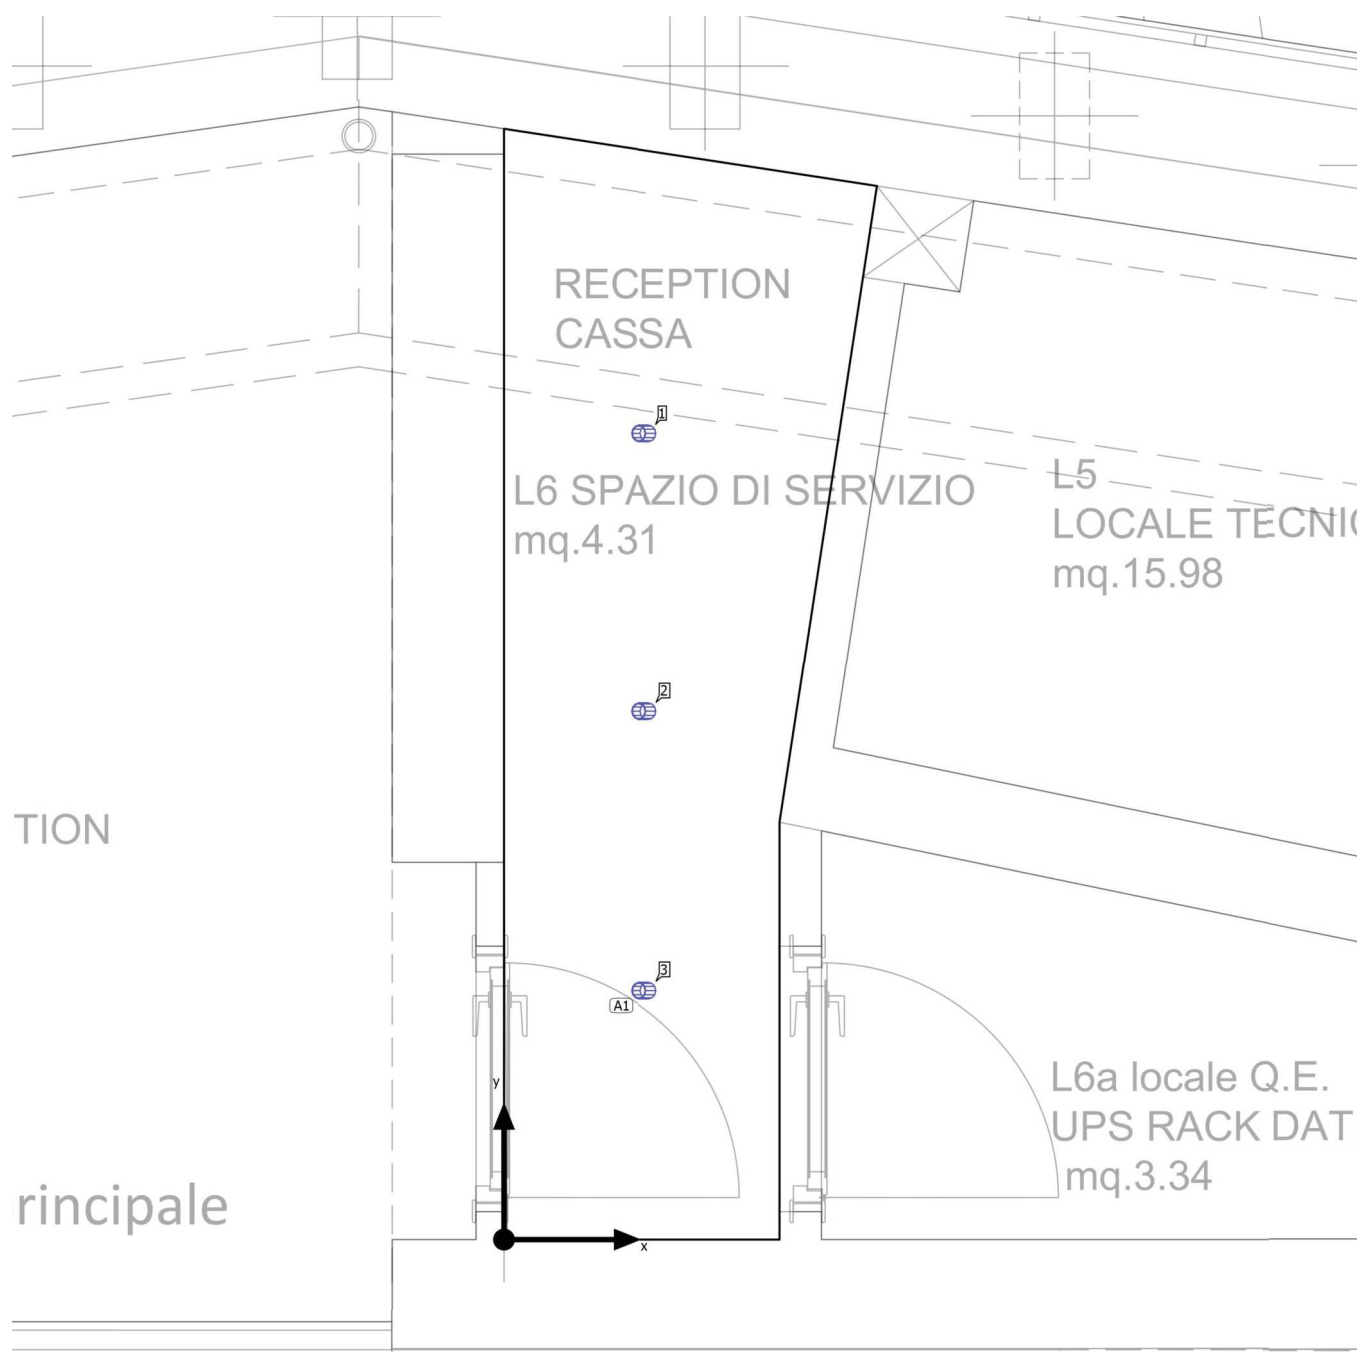 RECEPTION
CASSA
1
L6 SPAZIO DI SERVIZIO
mq.4.31
L5
LOCALE TECNIC
mq.15.98
2
TION
3
A1
y
L6a locale Q.E.
UPS RACK DAT
mq.3.34
rincipale
x